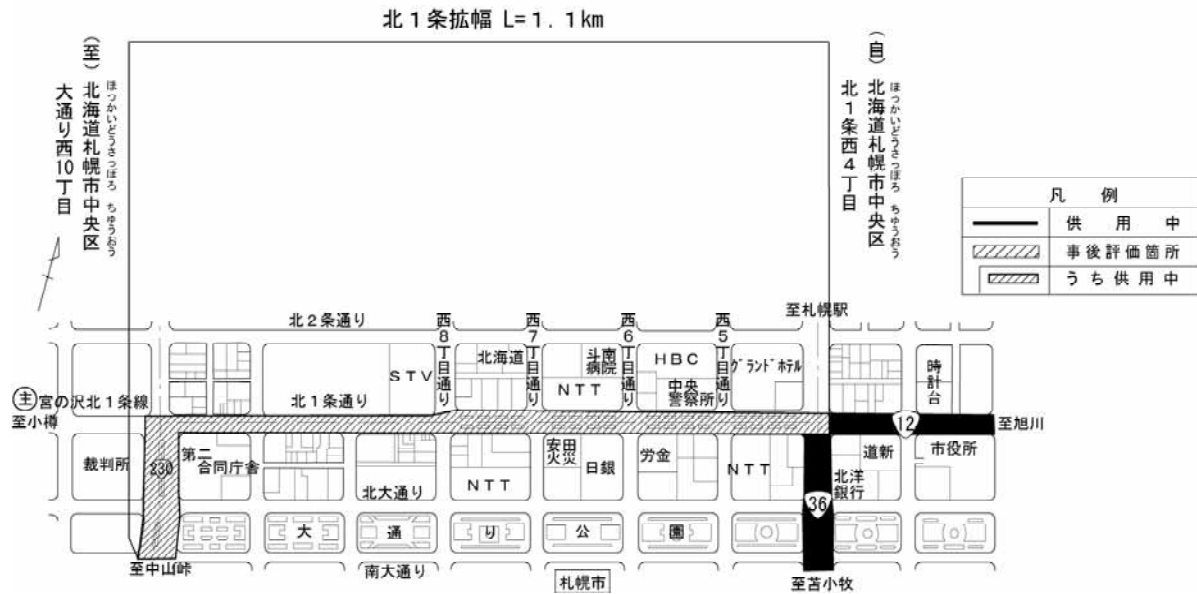 北1条拡幅 L=1.1km
(至) 北海道札幌市中央区
ほっかいどうさっぽろ ちゅうおう
大通り西10丁目
(自) 北海道札幌市中央区
ほっかいどうさっぽろ ちゅうおう
北1条西4丁目
凡 例
供用中
事後評価箇所
うち供用中
至札幌駅
北2条通り
西8丁目通り
西7丁目通り
西6丁目通り
西5丁目通り
STV
北海道
斗南病院
NTT
HBC
中央警察所
グランドホテル
時計台
主 宮の沢北1条線
至小樽
北1条通り
12
至旭川
裁判所
230
第二合同庁舎
北大通り
NTT
安田火災
日銀
労金
NTT
道新
北洋銀行
市役所
36
大通り公園
至中山峠
南大通り
札幌市
至苫小牧